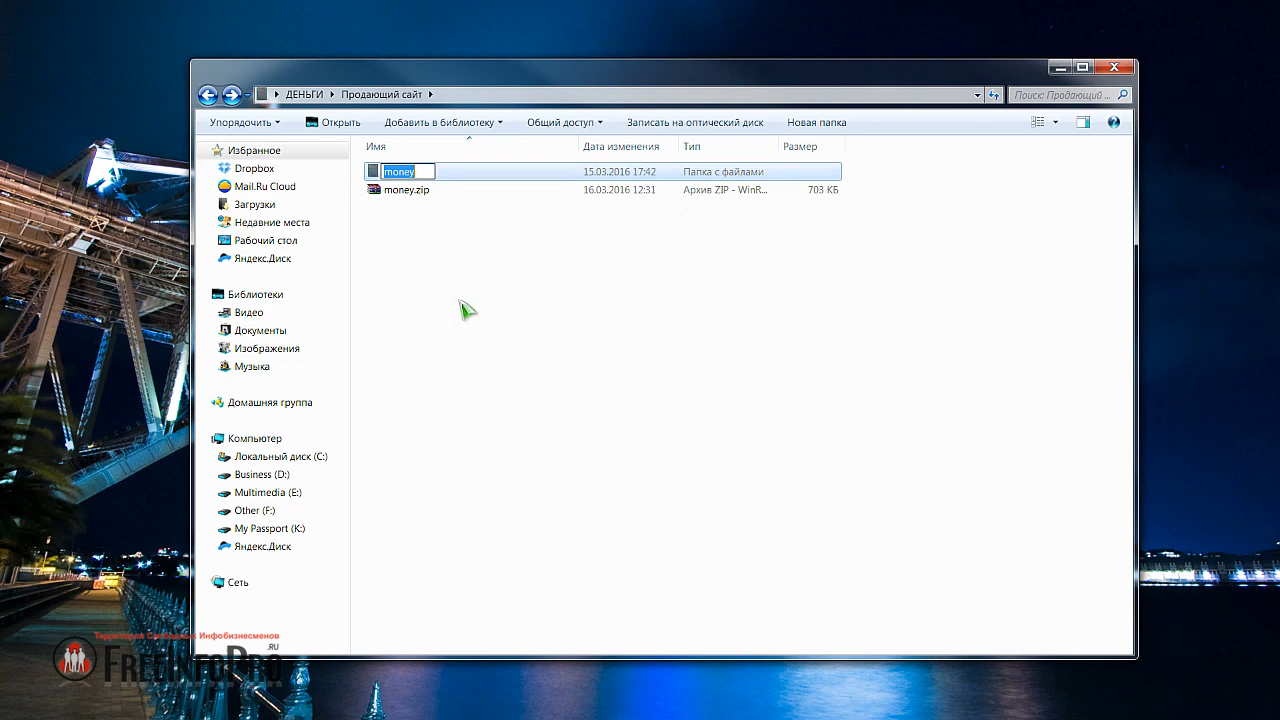 ДЕНЬГИ
Продающий сайт
Поиск: Продающий ...
Упорядочить
Открыть
Добавить в библиотеку
Общий доступ
Записать на оптический диск
Новая папка
Имя
Дата изменения
Тип
Размер
money
15.03.2016 17:42
Папка с файлами
money.zip
16.03.2016 12:31
Архив ZIP - WinR...
703 КБ
Избранное
Dropbox
Mail.Ru Cloud
Загрузки
Недавние места
Рабочий стол
Яндекс.Диск
Библиотеки
Видео
Документы
Изображения
Музыка
Домашняя группа
Компьютер
Локальный диск (C:)
Business (D:)
Multimedia (E:)
Other (F:)
My Passport (K:)
Яндекс.Диск
Сеть
Территория Свободных Инфобизнесменов
.RU
FreeInfoPro